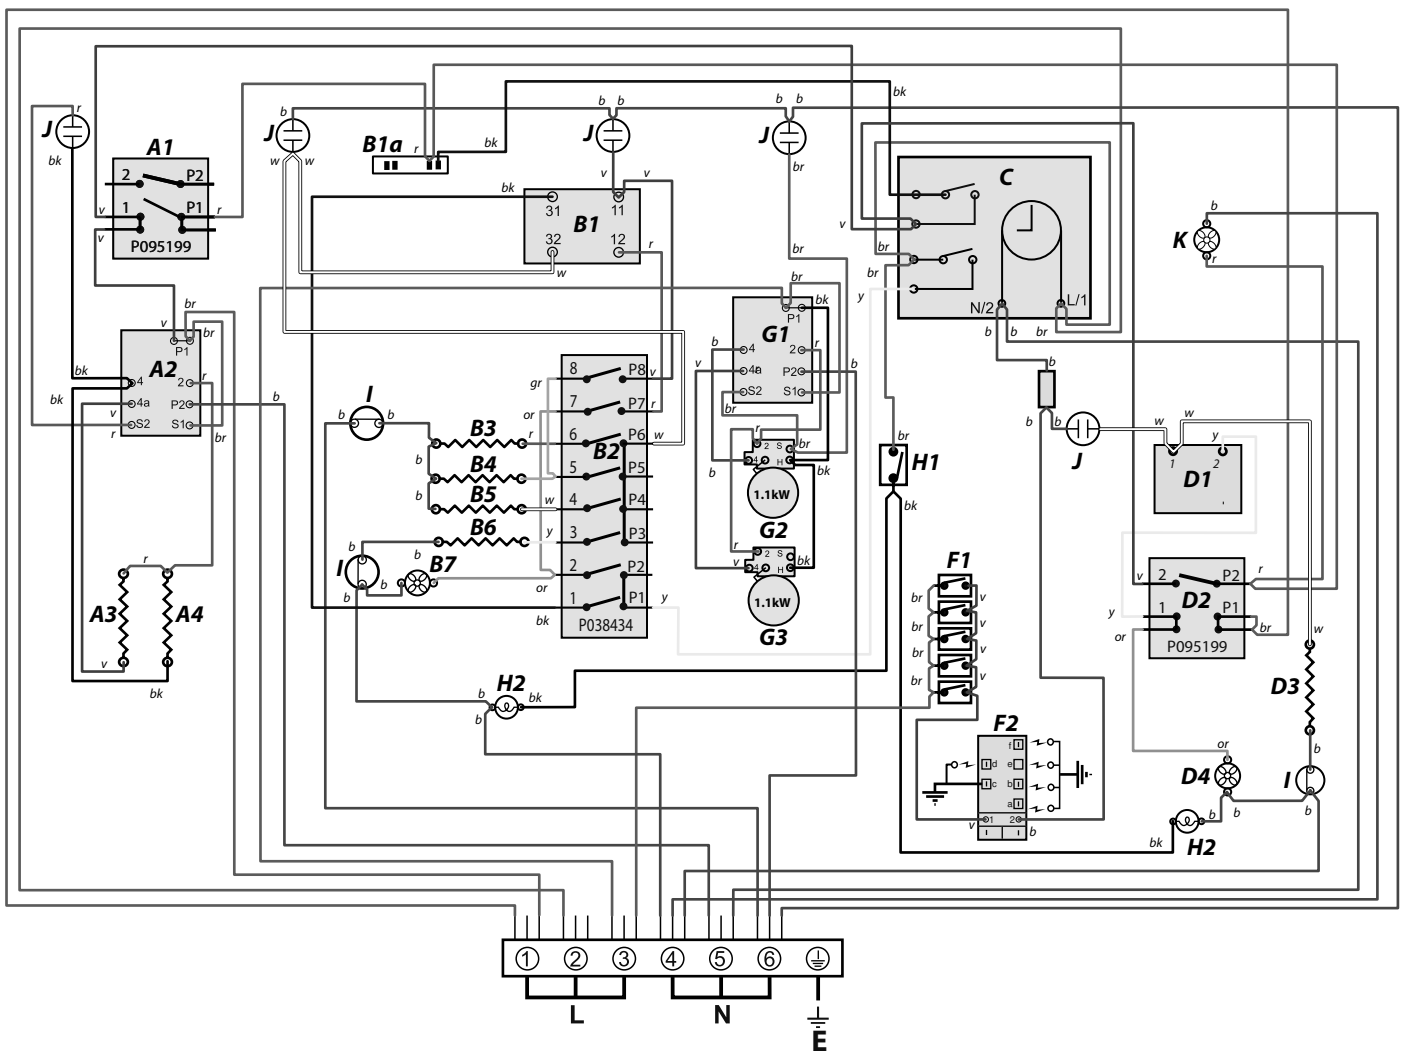 b b b b
bk
J r
bk
A1
2 P2
1 P1
v r
v
P095199
b
J
w w
B1a r bk
J
v v
J
br
bk
31 11
B1
32 12
w r
br
C
v
br
br
y
N/2 L/1
b b br
K b
r
v br
br
P1
A2
bk 4 2 r
bk 4a P2 b
v
r S2 S1 br
br
bk
P1
G1
b 4 2 r
v 4a P2 b
S2 S1
br
I
b b
gr
or
8 P8 v
7 P7 r
6 P6 w
B2
5 P5
4 P4
3 P3
2 P2
1 P1 y
P038434
B3 r
b B4
b B5 w
B6 y
b
I b B7
b b
or
bk
r 2 S br
4 H
b bk
1.1kW
G2
r 2 S
v 4 H bk
1.1kW
G3
br
H1
bk
b
b b
J
w w
y
1 2
D1
r
A3 A4
v
bk
F1
br v
br v
br v
br v
v 2 P2 r
D2
y 1 P1
or br
P095199
w
D3
b
H2
b bk
b
F2
f
d e
c b
a
1 2
v b
or
D4
I
b b b
H2
bk
1 2 3 4 5 6
L N
E